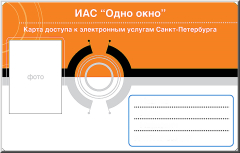 ИАС "Одно окно"
Карта доступа к электронным услугам Санкт-Петербурга
фото